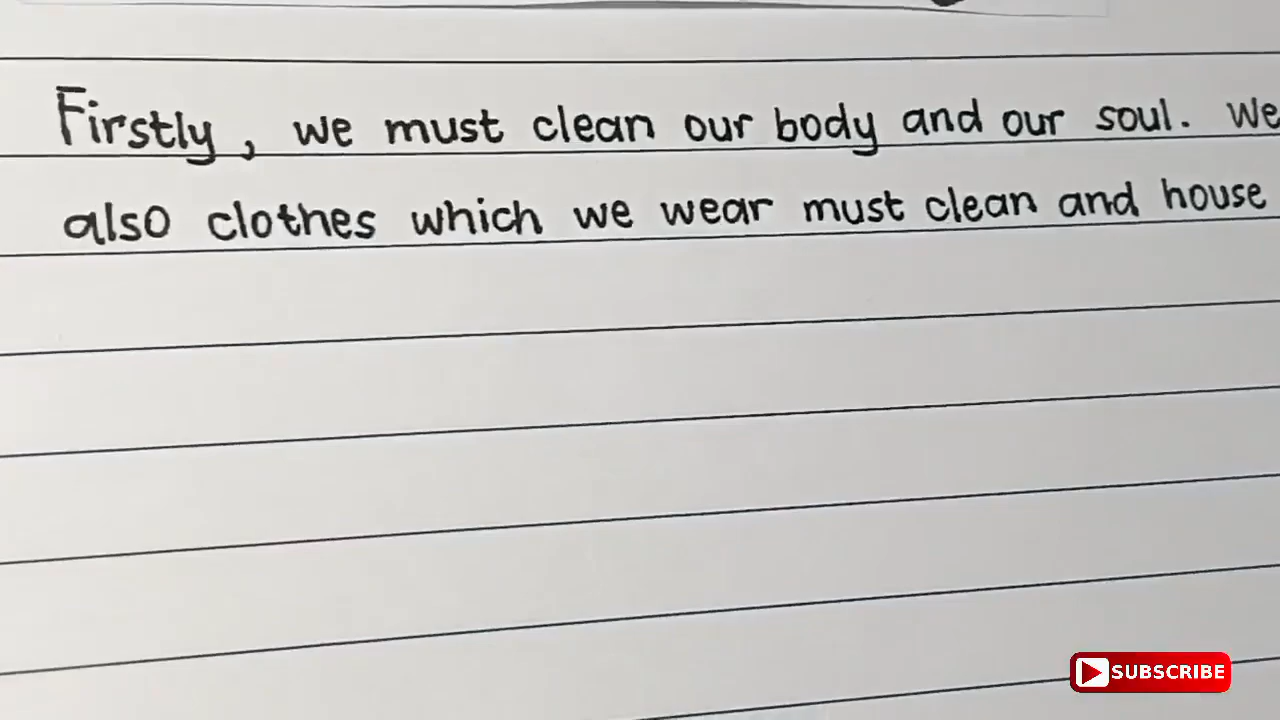 Firstly, we must clean our body and our soul. We
also clothes which we wear must clean and house
SUBSCRIBE